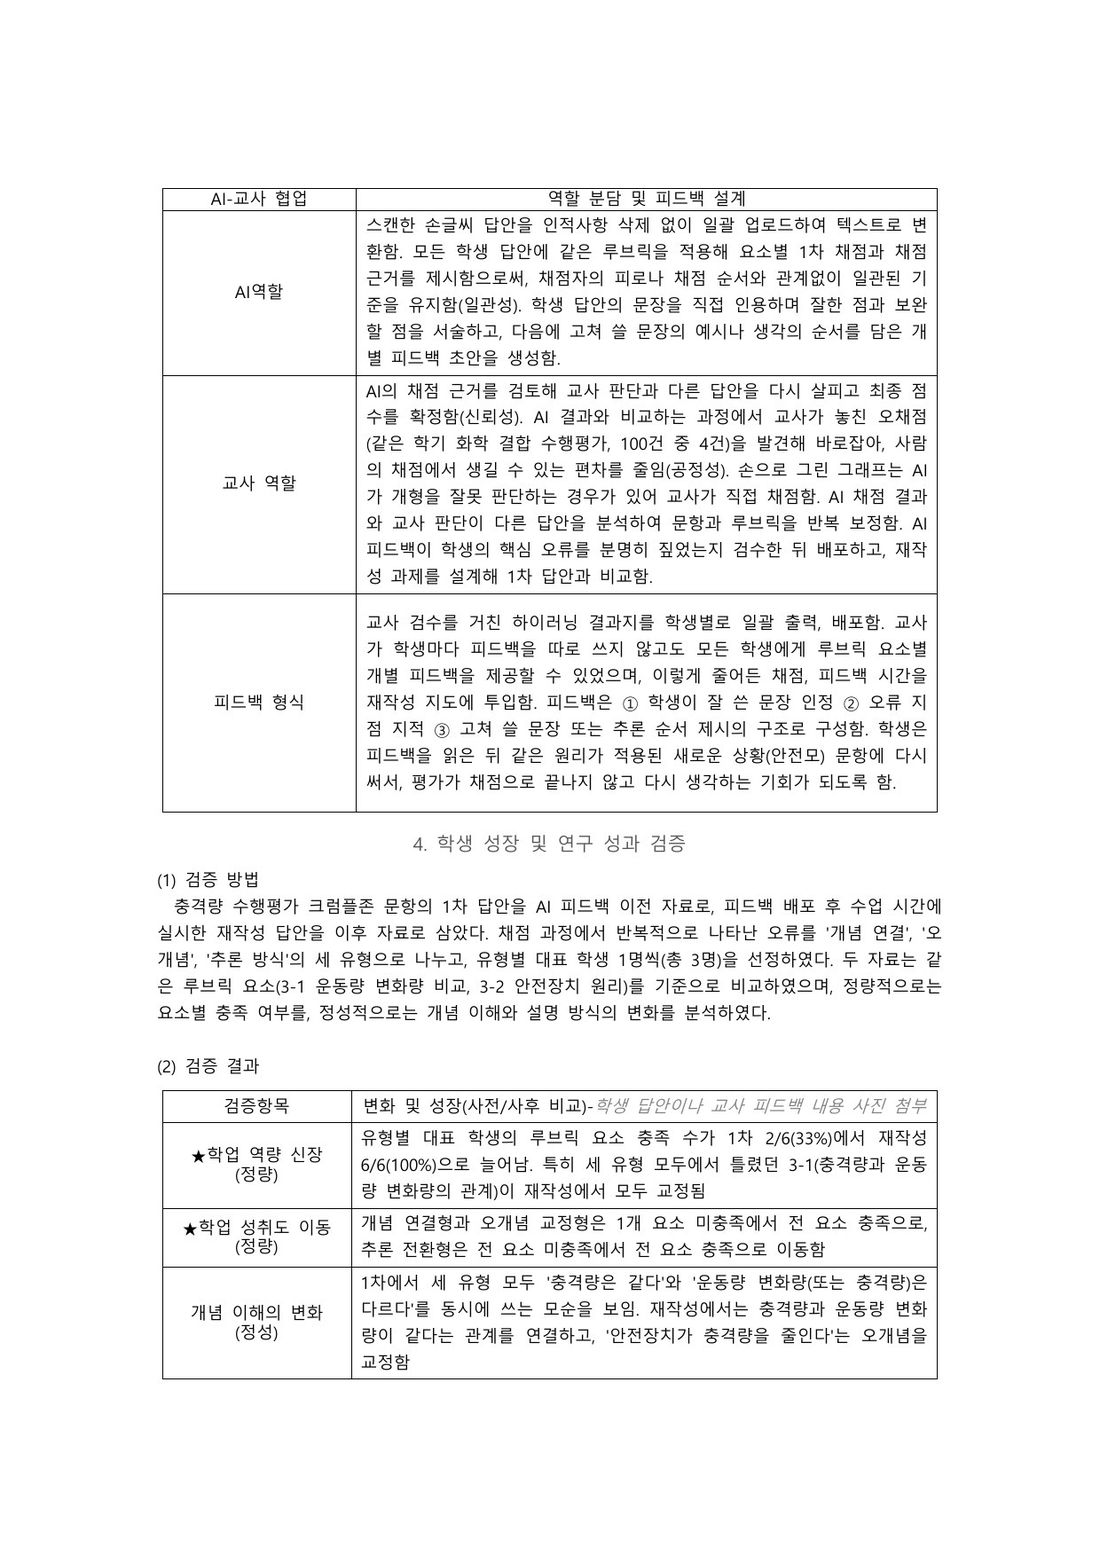 AI-교사 협업
역할 분담 및 피드백 설계
AI역할
스캔한 손글씨 답안을 인적사항 삭제 없이 일괄 업로드하여 텍스트로 변
환함. 모든 학생 답안에 같은 루브릭을 적용해 요소별 1차 채점과 채점
근거를 제시함으로써, 채점자의 피로나 채점 순서와 관계없이 일관된 기
준을 유지함(일관성). 학생 답안의 문장을 직접 인용하며 잘한 점과 보완
할 점을 서술하고, 다음에 고쳐 쓸 문장의 예시나 생각의 순서를 담은 개
별 피드백 초안을 생성함.
교사 역할
AI의 채점 근거를 검토해 교사 판단과 다른 답안을 다시 살피고 최종 점
수를 확정함(신뢰성). AI 결과와 비교하는 과정에서 교사가 놓친 오채점
(같은 학기 화학 결합 수행평가, 100건 중 4건)을 발견해 바로잡아, 사람
의 채점에서 생길 수 있는 편차를 줄임(공정성). 손으로 그린 그래프는 AI
가 개형을 잘못 판단하는 경우가 있어 교사가 직접 채점함. AI 채점 결과
와 교사 판단이 다른 답안을 분석하여 문항과 루브릭을 반복 보정함. AI
피드백이 학생의 핵심 오류를 분명히 짚었는지 검수한 뒤 배포하고, 재작
성 과제를 설계해 1차 답안과 비교함.
피드백 형식
교사 검수를 거친 하이러닝 결과지를 학생별로 일괄 출력, 배포함. 교사
가 학생마다 피드백을 따로 쓰지 않고도 모든 학생에게 루브릭 요소별
개별 피드백을 제공할 수 있었으며, 이렇게 줄어든 채점, 피드백 시간을
재작성 지도에 투입함. 피드백은 ① 학생이 잘 쓴 문장 인정 ② 오류 지
점 지적 ③ 고쳐 쓸 문장 또는 추론 순서 제시의 구조로 구성함. 학생은
피드백을 읽은 뒤 같은 원리가 적용된 새로운 상황(안전모) 문항에 다시
써서, 평가가 채점으로 끝나지 않고 다시 생각하는 기회가 되도록 함.
4. 학생 성장 및 연구 성과 검증
(1) 검증 방법
충격량 수행평가 크럼플존 문항의 1차 답안을 AI 피드백 이전 자료로, 피드백 배포 후 수업 시간에
실시한 재작성 답안을 이후 자료로 삼았다. 채점 과정에서 반복적으로 나타난 오류를 '개념 연결', '오
개념', '추론 방식'의 세 유형으로 나누고, 유형별 대표 학생 1명씩(총 3명)을 선정하였다. 두 자료는 같
은 루브릭 요소(3-1 운동량 변화량 비교, 3-2 안전장치 원리)를 기준으로 비교하였으며, 정량적으로는
요소별 충족 여부를, 정성적으로는 개념 이해와 설명 방식의 변화를 분석하였다.
(2) 검증 결과
검증항목
변화 및 성장(사전/사후 비교)-학생 답안이나 교사 피드백 내용 사진 첨부
★학업 역량 신장
(정량)
유형별 대표 학생의 루브릭 요소 충족 수가 1차 2/6(33%)에서 재작성
6/6(100%)으로 늘어남. 특히 세 유형 모두에서 틀렸던 3-1(충격량과 운동
량 변화량의 관계)이 재작성에서 모두 교정됨
★학업 성취도 이동
(정량)
개념 연결형과 오개념 교정형은 1개 요소 미충족에서 전 요소 충족으로,
추론 전환형은 전 요소 미충족에서 전 요소 충족으로 이동함
개념 이해의 변화
(정성)
1차에서 세 유형 모두 '충격량은 같다'와 '운동량 변화량(또는 충격량)은
다르다'를 동시에 쓰는 모순을 보임. 재작성에서는 충격량과 운동량 변화
량이 같다는 관계를 연결하고, '안전장치가 충격량을 줄인다'는 오개념을
교정함